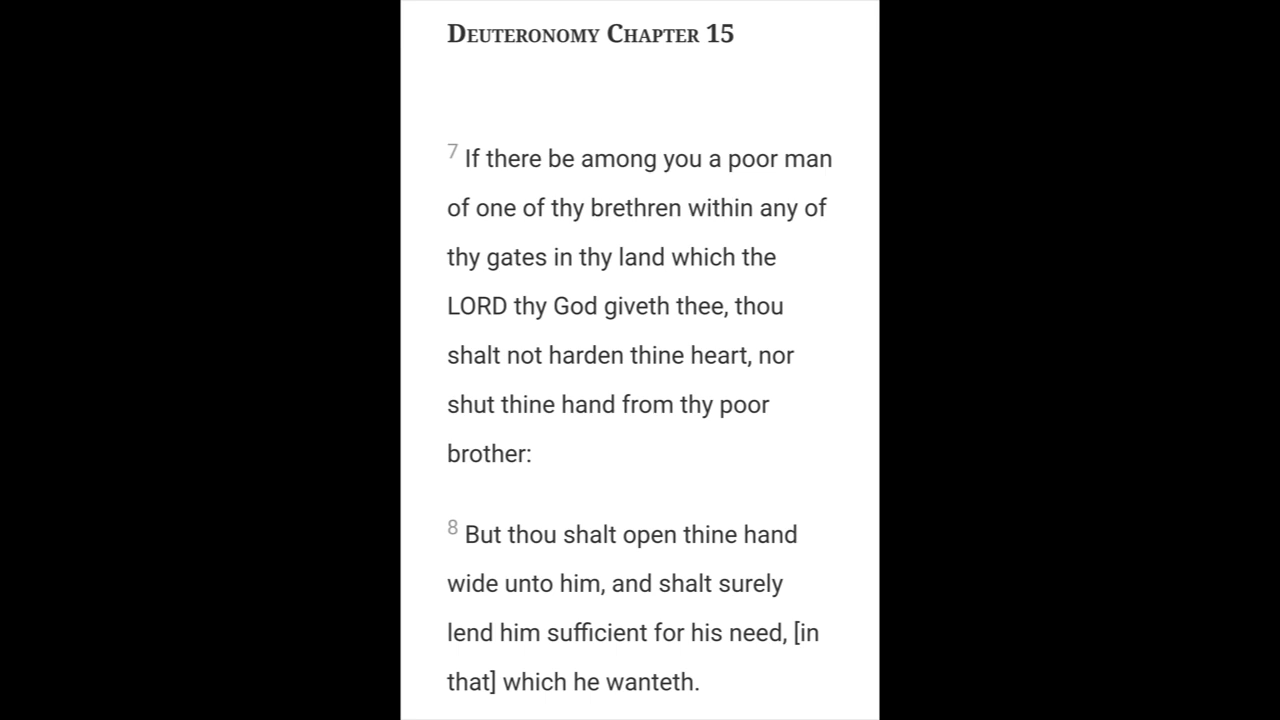 Deuteronomy Chapter 15
7 If there be among you a poor man
of one of thy brethren within any of
thy gates in thy land which the
LORD thy God giveth thee, thou
shalt not harden thine heart, nor
shut thine hand from thy poor
brother:
8 But thou shalt open thine hand
wide unto him, and shalt surely
lend him sufficient for his need, [in
that] which he wanteth.